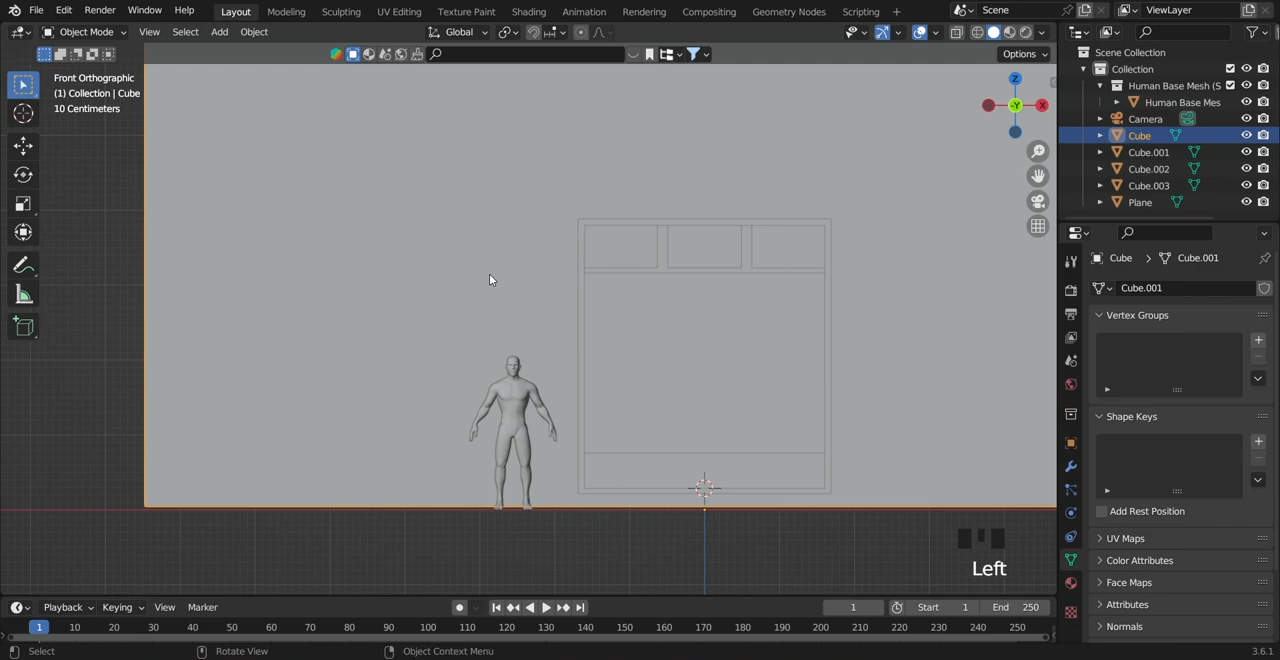 File Edit Render Window Help Layout Modeling Sculpting UV Editing Texture Paint Shading Animation Rendering Compositing Geometry Nodes Scripting + Scene ViewLayer
Object Mode View Select Add Object Global
Options
Front Orthographic
(1) Collection | Cube
10 Centimeters
Z
X
-Y
Scene Collection
Collection
Human Base Mesh (S
Human Base Mes
Camera
Cube
Cube.001
Cube.002
Cube.003
Plane
Cube Cube.001
Cube.001
Vertex Groups
Shape Keys
Add Rest Position
UV Maps
Color Attributes
Face Maps
Attributes
Normals
Left
Playback Keying View Marker 1 Start 1 End 250
1 10 20 30 40 50 60 70 80 90 100 110 120 130 140 150 160 170 180 190 200 210 220 230 240 250
Select Rotate View Object Context Menu 3.6.1